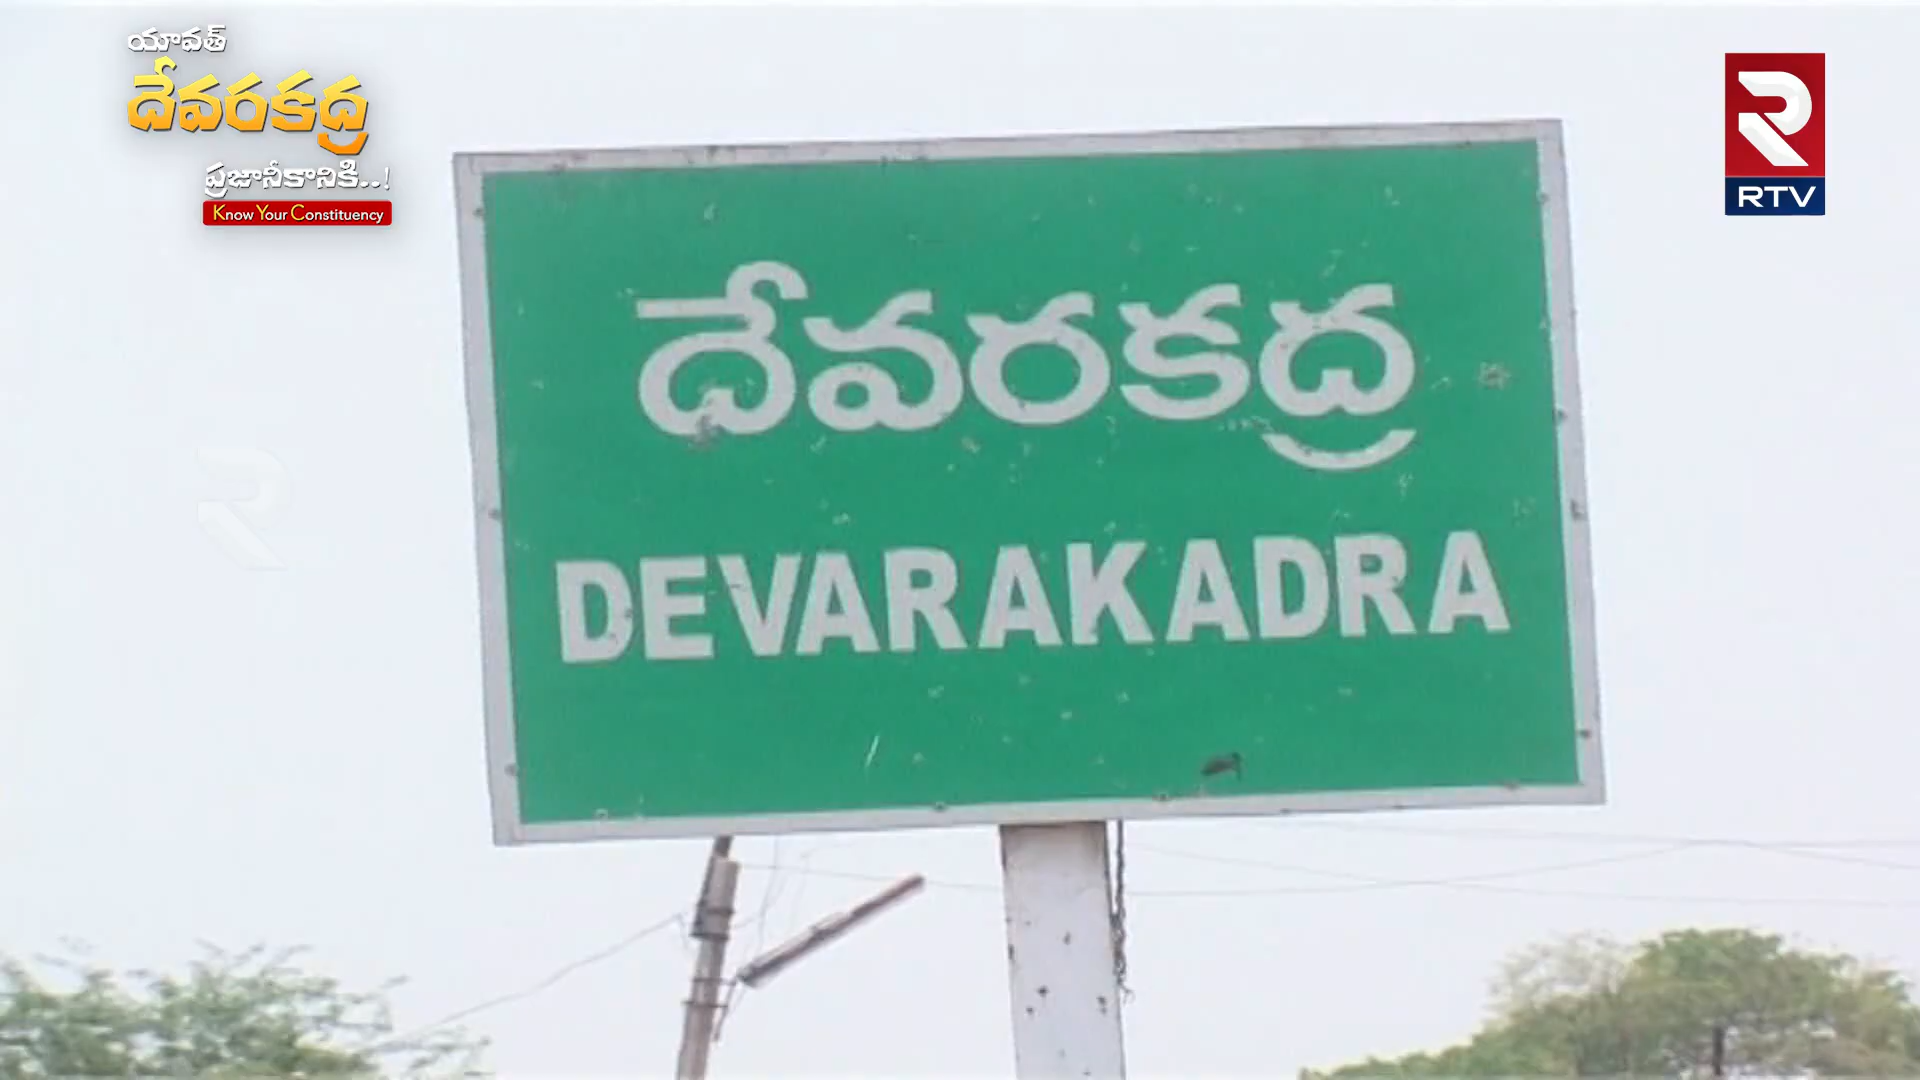 యావత్
దేవరకద్ర
ప్రజానీకానికి..!
Know Your Constituency
RTV
దేవరకద్ర
DEVARAKADRA